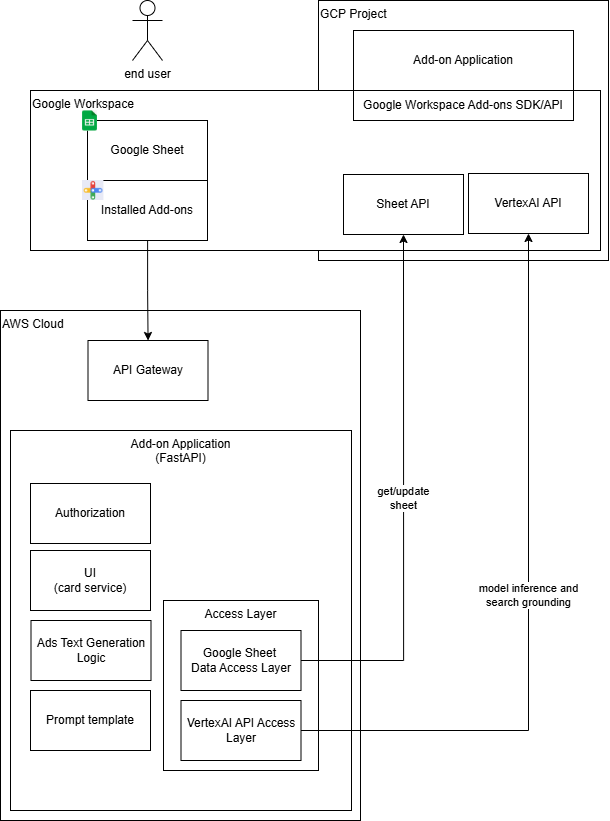 GCP Project
Add-on Application
end user
Google Workspace
Google Workspace Add-ons SDK/API
Google Sheet
Installed Add-ons
Sheet API
VertexAI API
AWS Cloud
API Gateway
Add-on Application
(FastAPI)
Authorization
get/update
sheet
UI
(card service)
model inference and
search grounding
Access Layer
Ads Text Generation
Logic
Google Sheet
Data Access Layer
Prompt template
VertexAI API Access
Layer